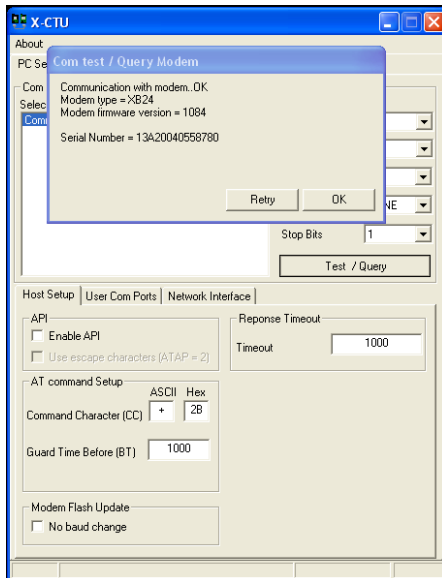 X-CTU
About
PC Se
Com test / Query Modem
Communication with modem..OK
Modem type = XB24
Modem firmware version = 1084
Serial Number = 13A20040558780
Retry
OK
Com
Selec
Com
NE
Stop Bits
1
Test / Query
Host Setup
User Com Ports
Network Interface
API
Enable API
Use escape characters (ATAP = 2)
Reponse Timeout
Timeout
1000
AT command Setup
ASCII Hex
Command Character (CC)
+
2B
Guard Time Before (BT)
1000
Modem Flash Update
No baud change